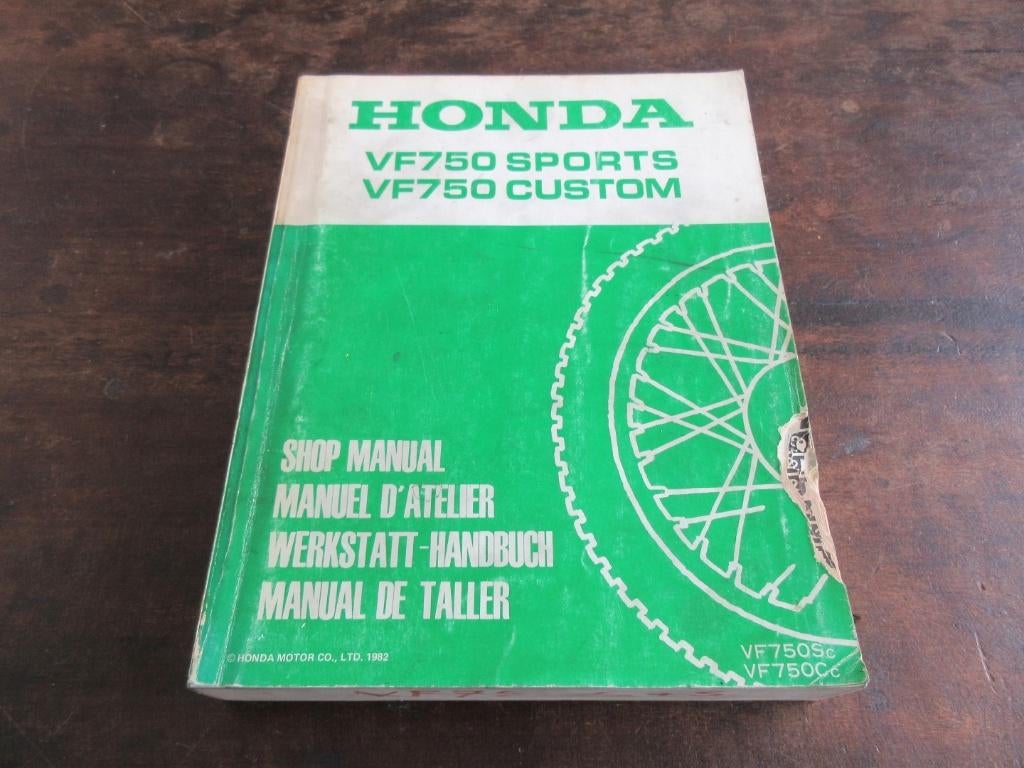 HONDA
VF750 SPORTS
VF750 CUSTOM
SHOP MANUAL
MANUEL D'ATELIER
WERKSTATT-HANDBUCH
MANUAL DE TALLER
© HONDA MOTOR CO., LTD. 1982
VF750Sc
VF750Cc